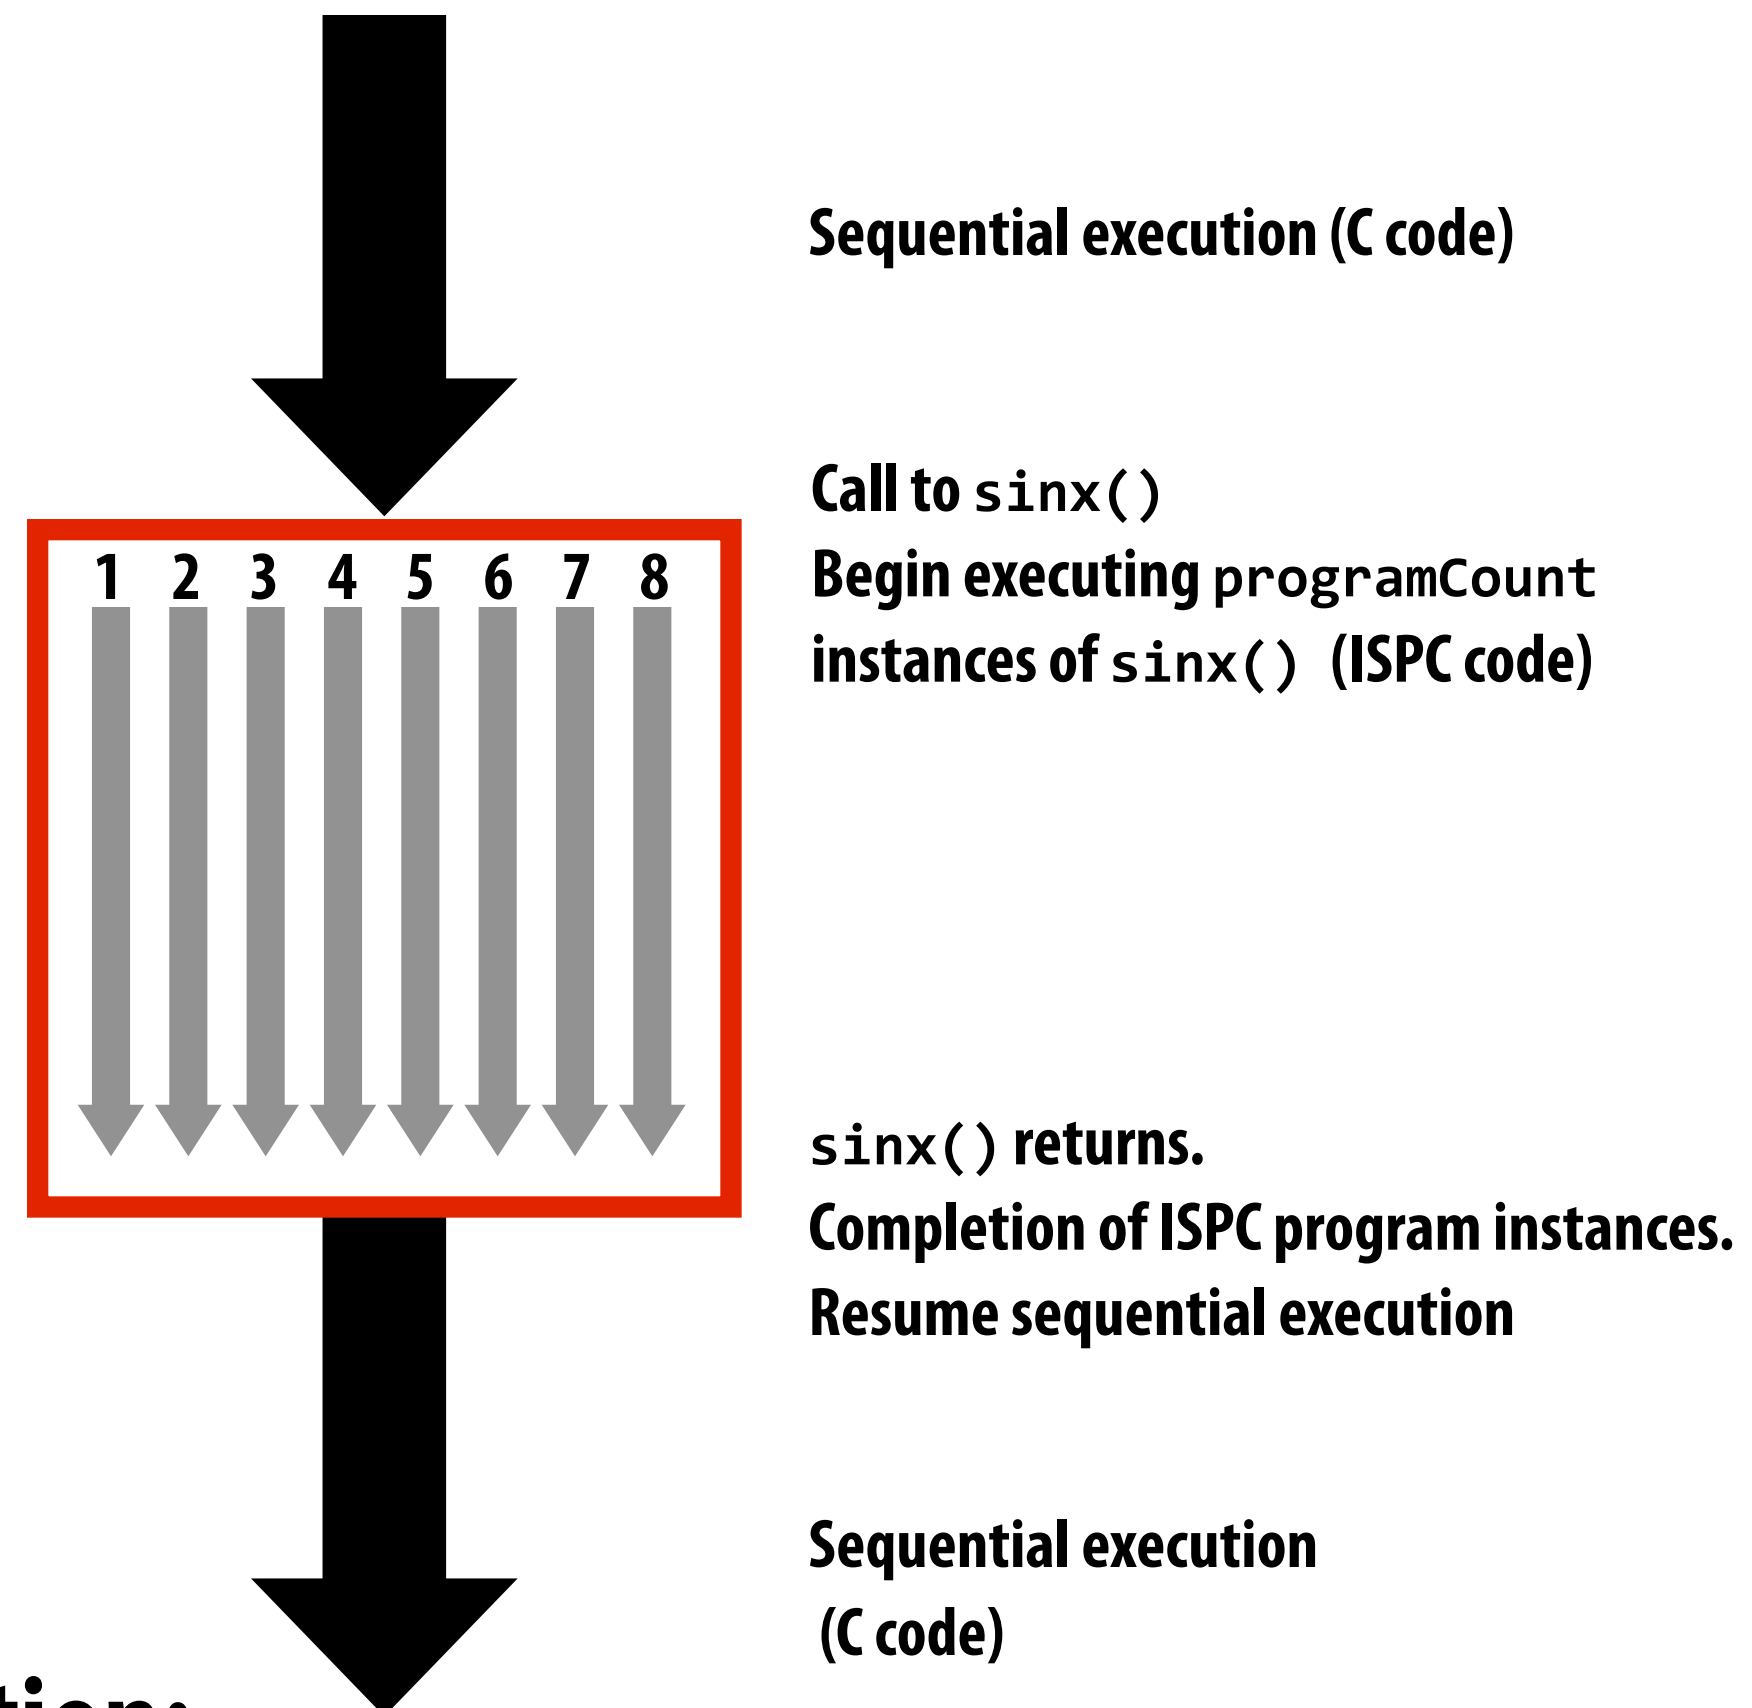 Sequential execution (C code)
Call to sinx()
1 2 3 4 5 6 7 8
Begin executing programCount
instances of sinx() (ISPC code)
sinx() returns.
Completion of ISPC program instances.
Resume sequential execution
Sequential execution
(C code)